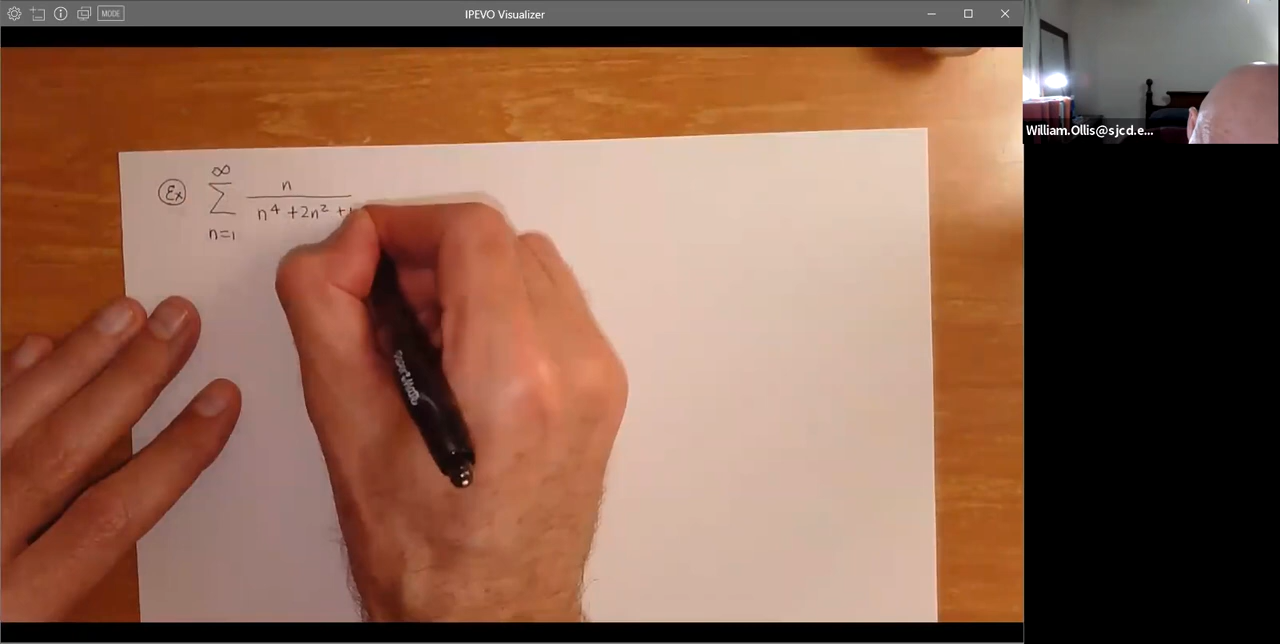 MODE
IPEVO Visualizer
William.Ollis@sjcd.e...
Ex ∞ Σ n=1 n / n⁴ + 2n² +